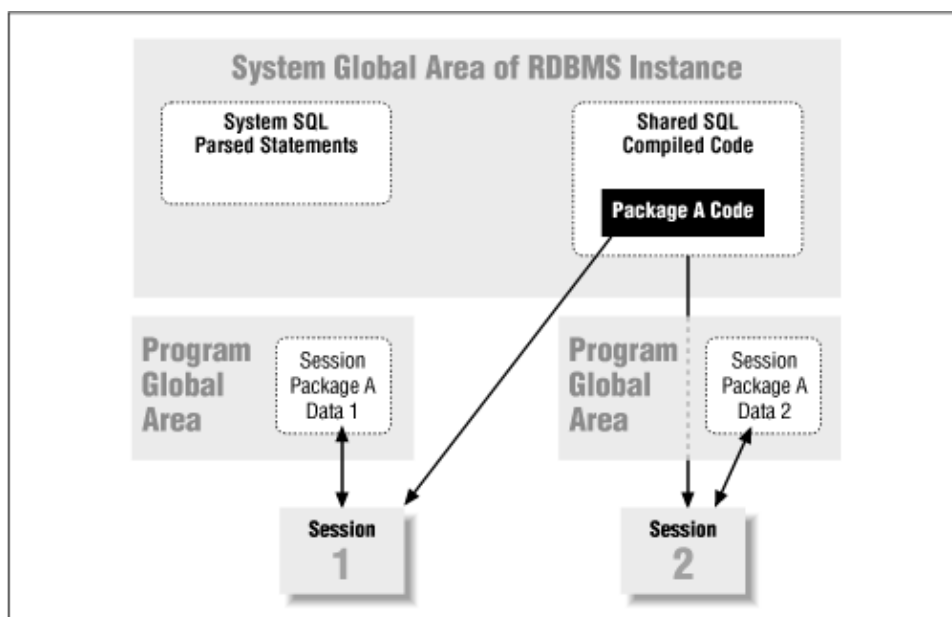 System Global Area of RDBMS Instance
System SQL
Parsed Statements
Shared SQL
Compiled Code
Package A Code
Program
Global
Area
Session
Package A
Data 1
Program
Global
Area
Session
Package A
Data 2
Session
1
Session
2